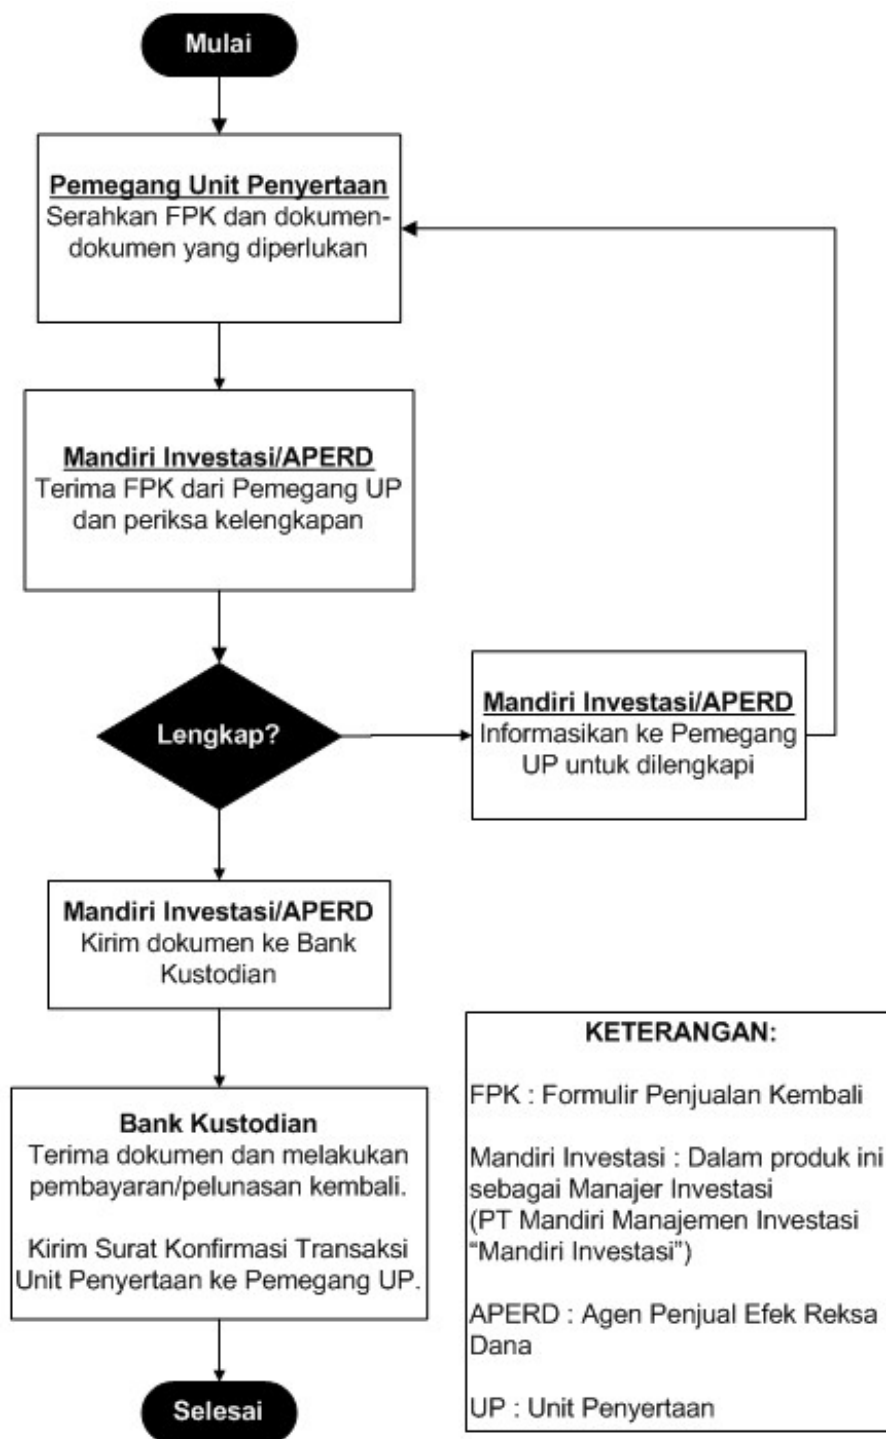 Mulai
Pemegang Unit Penyertaan
Serahkan FPK dan dokumen-
dokumen yang diperlukan
Mandiri Investasi/APERD
Terima FPK dari Pemegang UP
dan periksa kelengkapan
Lengkap?
Mandiri Investasi/APERD
Informasikan ke Pemegang
UP untuk dilengkapi
Mandiri Investasi/APERD
Kirim dokumen ke Bank
Kustodian
Bank Kustodian
Terima dokumen dan melakukan
pembayaran/pelunasan kembali.
Kirim Surat Konfirmasi Transaksi
Unit Penyertaan ke Pemegang UP.
Selesai
KETERANGAN:
FPK : Formulir Penjualan Kembali
Mandiri Investasi : Dalam produk ini
sebagai Manajer Investasi
(PT Mandiri Manajemen Investasi
“Mandiri Investasi”)
APERD : Agen Penjual Efek Reksa
Dana
UP : Unit Penyertaan